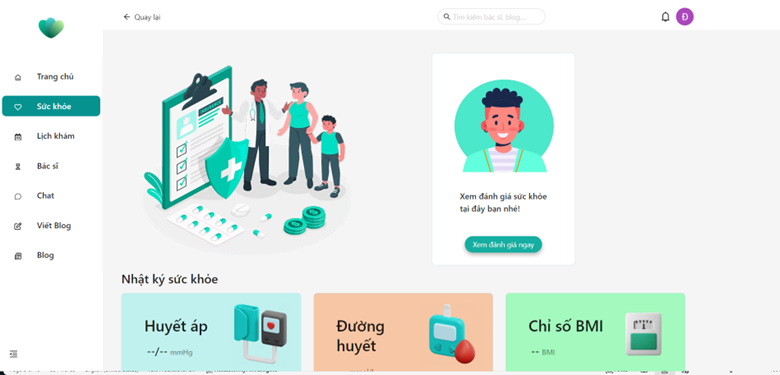 Quay lại
Tìm kiếm bác sĩ, blog....
Đ
Trang chủ
Sức khỏe
Lịch khám
Bác sĩ
Chat
Viết Blog
Blog
Xem đánh giá sức khỏe
tại đây bạn nhé!
Xem đánh giá ngay
Nhật ký sức khỏe
Huyết áp
--/-- mmHg
Đường
huyết
Chỉ số BMI
-- BMI